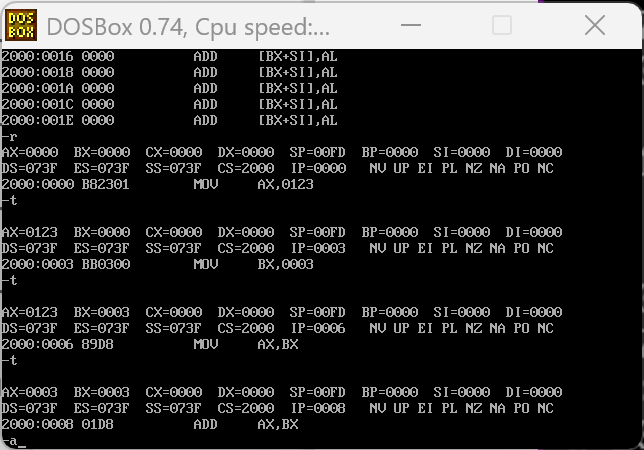 DOS BOX DOSBox 0.74, Cpu speed:...
2000:0016 0000 ADD [BX+SI],AL
2000:0018 0000 ADD [BX+SI],AL
2000:001A 0000 ADD [BX+SI],AL
2000:001C 0000 ADD [BX+SI],AL
2000:001E 0000 ADD [BX+SI],AL
-r
AX=0000 BX=0000 CX=0000 DX=0000 SP=00FD BP=0000 SI=0000 DI=0000
DS=073F ES=073F SS=073F CS=2000 IP=0000 NV UP EI PL NZ NA PO NC
2000:0000 B82301 MOV AX,0123
-t
AX=0123 BX=0000 CX=0000 DX=0000 SP=00FD BP=0000 SI=0000 DI=0000
DS=073F ES=073F SS=073F CS=2000 IP=0003 NV UP EI PL NZ NA PO NC
2000:0003 BB0300 MOV BX,0003
-t
AX=0123 BX=0003 CX=0000 DX=0000 SP=00FD BP=0000 SI=0000 DI=0000
DS=073F ES=073F SS=073F CS=2000 IP=0006 NV UP EI PL NZ NA PO NC
2000:0006 89D8 MOV AX,BX
-t
AX=0003 BX=0003 CX=0000 DX=0000 SP=00FD BP=0000 SI=0000 DI=0000
DS=073F ES=073F SS=073F CS=2000 IP=0008 NV UP EI PL NZ NA PO NC
2000:0008 01D8 ADD AX,BX
-a_